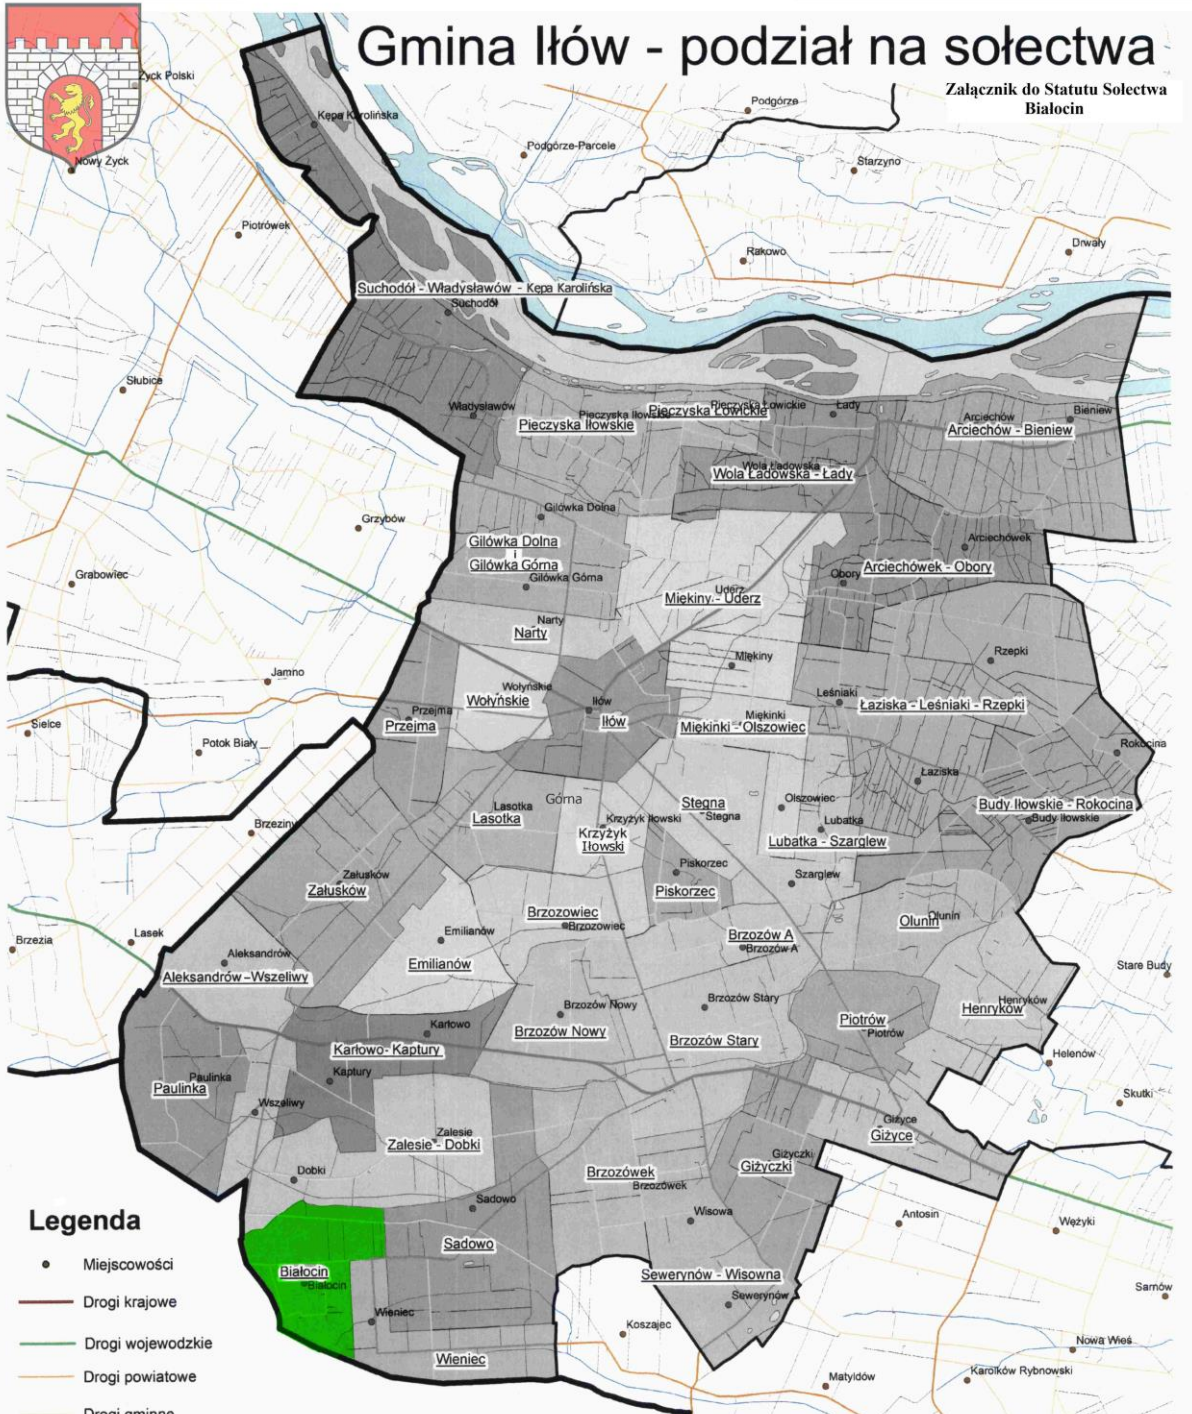 Gmina Iłów - podział na sołectwa
Załącznik do Statutu Sołectwa
Białocin
Życk Polski
Podgórze
Kępa Karolińska
Podgórze-Parcele
Nowy Życk
Starzyno
Piotrówek
Drwały
Rakowo
Suchodół - Władysławów - Kępa Karolińska
Suchodół
Słubice
Władysławów
Pieczyska Iłowskie
Pieczyska Łowickie
Pieczyska Łowickie
Łady
Pieczyska Iłowskie
Arciechów
Bieniew
Arciechów - Bieniew
Wola Ładowska
Wola Ładowska - Łady
Gilówka Dolna
Grzybów
Gilówka Dolna
i
Gilówka Górna
Gilówka Górna
Arciechówek
Arciechówek - Obory
Obory
Grabowiec
Uderz
Miękiny - Uderz
Narty
Narty
Miękiny
Rzepki
Jamno
Wołyńskie
Wołyńskie
Iłów
Iłów
Leśniaki
Łaziska - Leśniaki - Rzepki
Przejma
Przejma
Miękinki
Miękinki - Olszowiec
Sielce
Potok Biały
Rokocina
Łaziska
Górna
Lasotka
Lasotka
Stegna
Stegna
Olszowiec
Budy Iłowskie - Rokocina
Budy Iłowskie
Brzeziny
Krzyżyk Iłowski
Krzyżyk
Iłowski
Lubatka
Lubatka - Szarglew
Załusków
Załusków
Piskorzec
Piskorzec
Szarglew
Brzozowiec
Brzozowiec
Olunin
Olunin
Brzezia
Lasek
Emilianów
Emilianów
Brzozów A
Brzozów A
Aleksandrów
Aleksandrów - Wszeliwy
Stare Budy
Brzozów Nowy
Brzozów Nowy
Brzozów Stary
Brzozów Stary
Henryków
Henryków
Piotrów
Piotrów
Karłowo
Karłowo - Kaptury
Helenów
Kaptury
Paulinka
Paulinka
Skutki
Wszeliwy
Giżyce
Giżyce
Zalesie
Zalesie - Dobki
Dobki
Brzozówek
Brzozówek
Giżyczki
Giżyczki
Sadowo
Sadowo
Wisowa
Antosin
Wężyki
Legenda
Miejscowości
Drogi krajowe
Drogi wojewodzkie
Drogi powiatowe
Drogi gminne
Białocin
Białocin
Sewerynów - Wisowna
Sewerynów
Sarnów
Wieniec
Wieniec
Koszajec
Nowa Wieś
Matyldów
Karolków Rybnowski